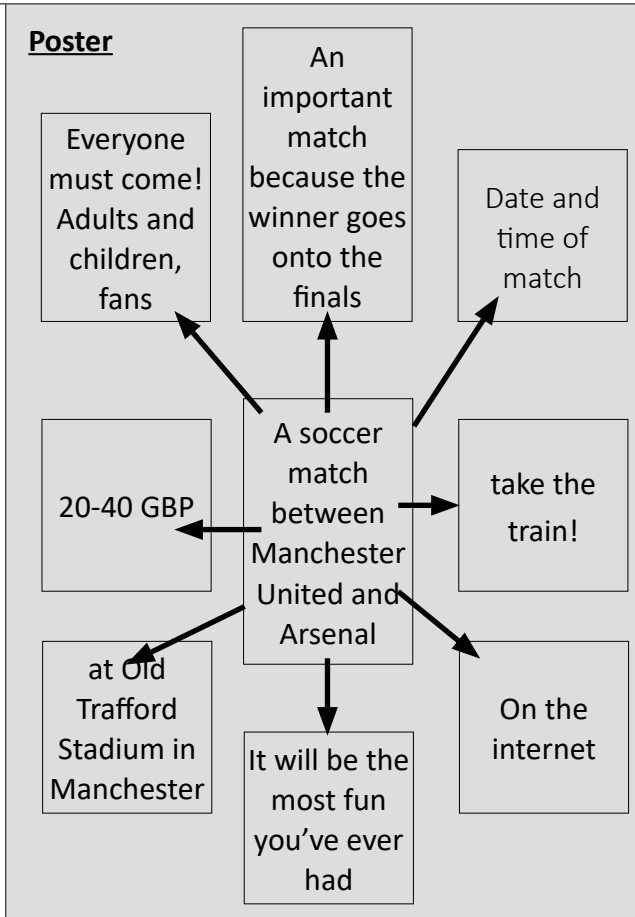 Poster
An
important
match
because the
winner goes
onto the
finals
Everyone
must come!
Adults and
children,
fans
Date and
time of
match
A soccer
match
between
Manchester
United and
Arsenal
20-40 GBP
take the
train!
at Old
Trafford
Stadium in
Manchester
On the
internet
It will be the
most fun
you’ve ever
had